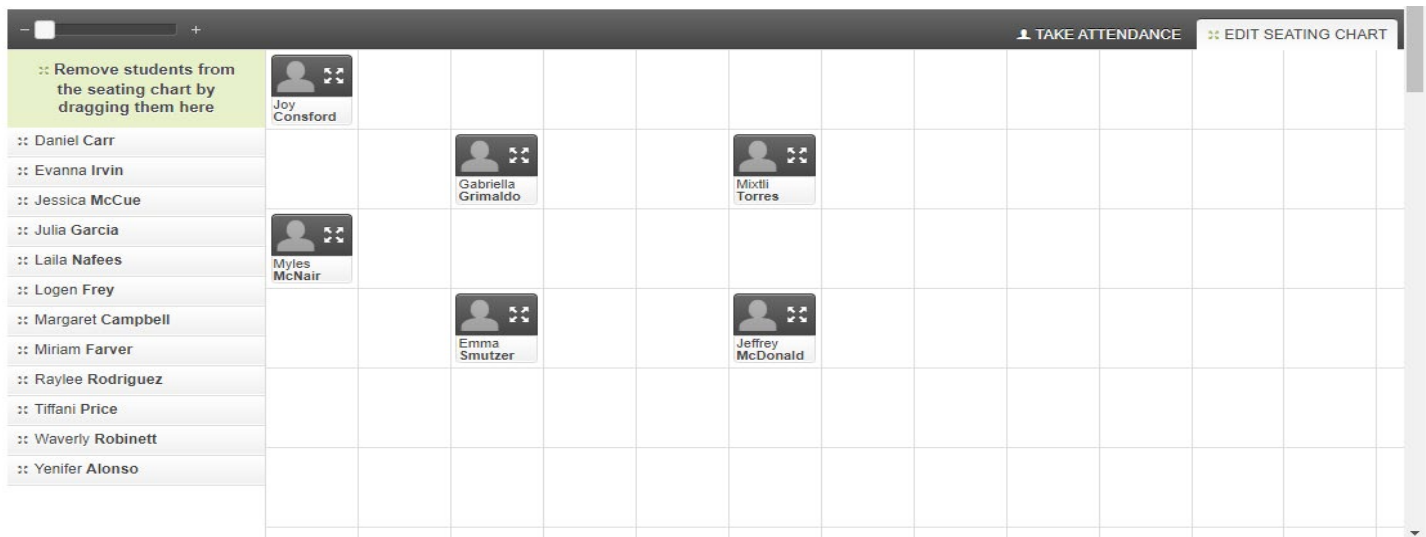 − +
TAKE ATTENDANCE
EDIT SEATING CHART
Remove students from
the seating chart by
dragging them here
Daniel Carr
Evanna Irvin
Jessica McCue
Julia Garcia
Laila Nafees
Logen Frey
Margaret Campbell
Miriam Farver
Raylee Rodriguez
Tiffani Price
Waverly Robinett
Yenifer Alonso
Joy
Consford
Gabriella
Grimaldo
Mixtli
Torres
Myles
McNair
Emma
Smutzer
Jeffrey
McDonald